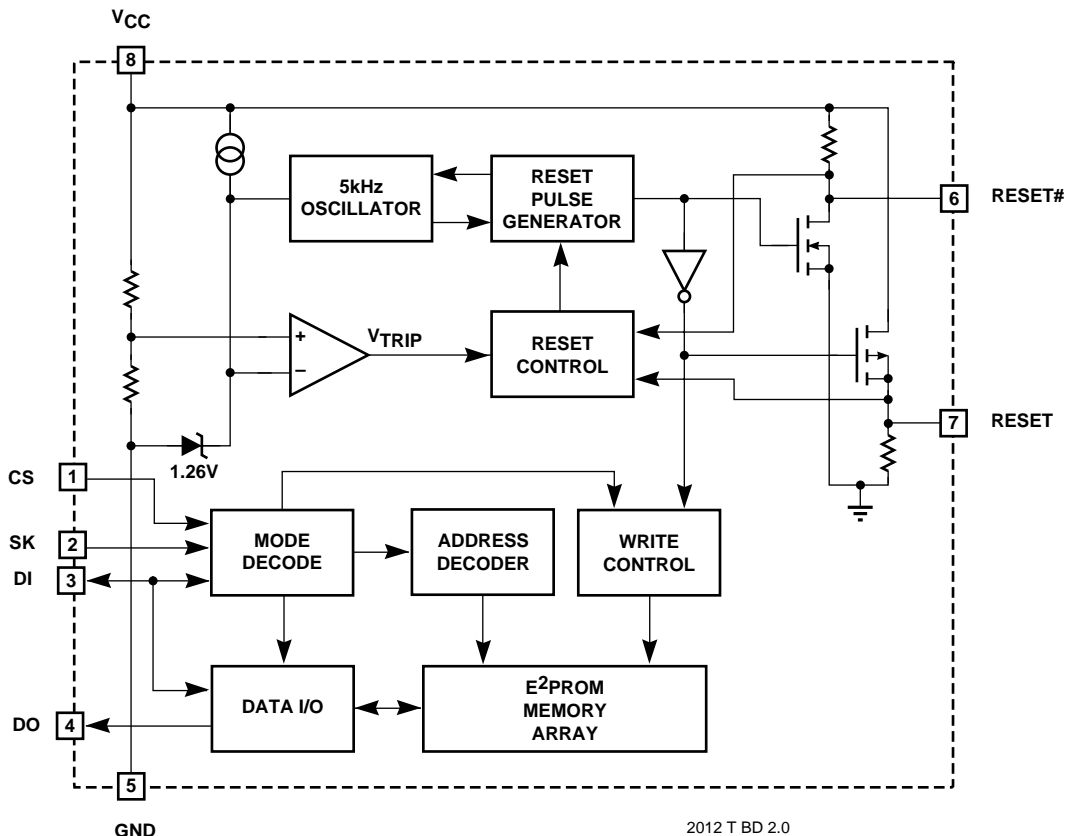 VCC
8
5kHz
OSCILLATOR
RESET
PULSE
GENERATOR
6
RESET#
+
–
VTRIP
RESET
CONTROL
7
RESET
1.26V
CS
1
SK
2
DI
3
MODE
DECODE
ADDRESS
DECODER
WRITE
CONTROL
DO
4
DATA I/O
E2PROM
MEMORY
ARRAY
5
GND
2012 T BD 2.0